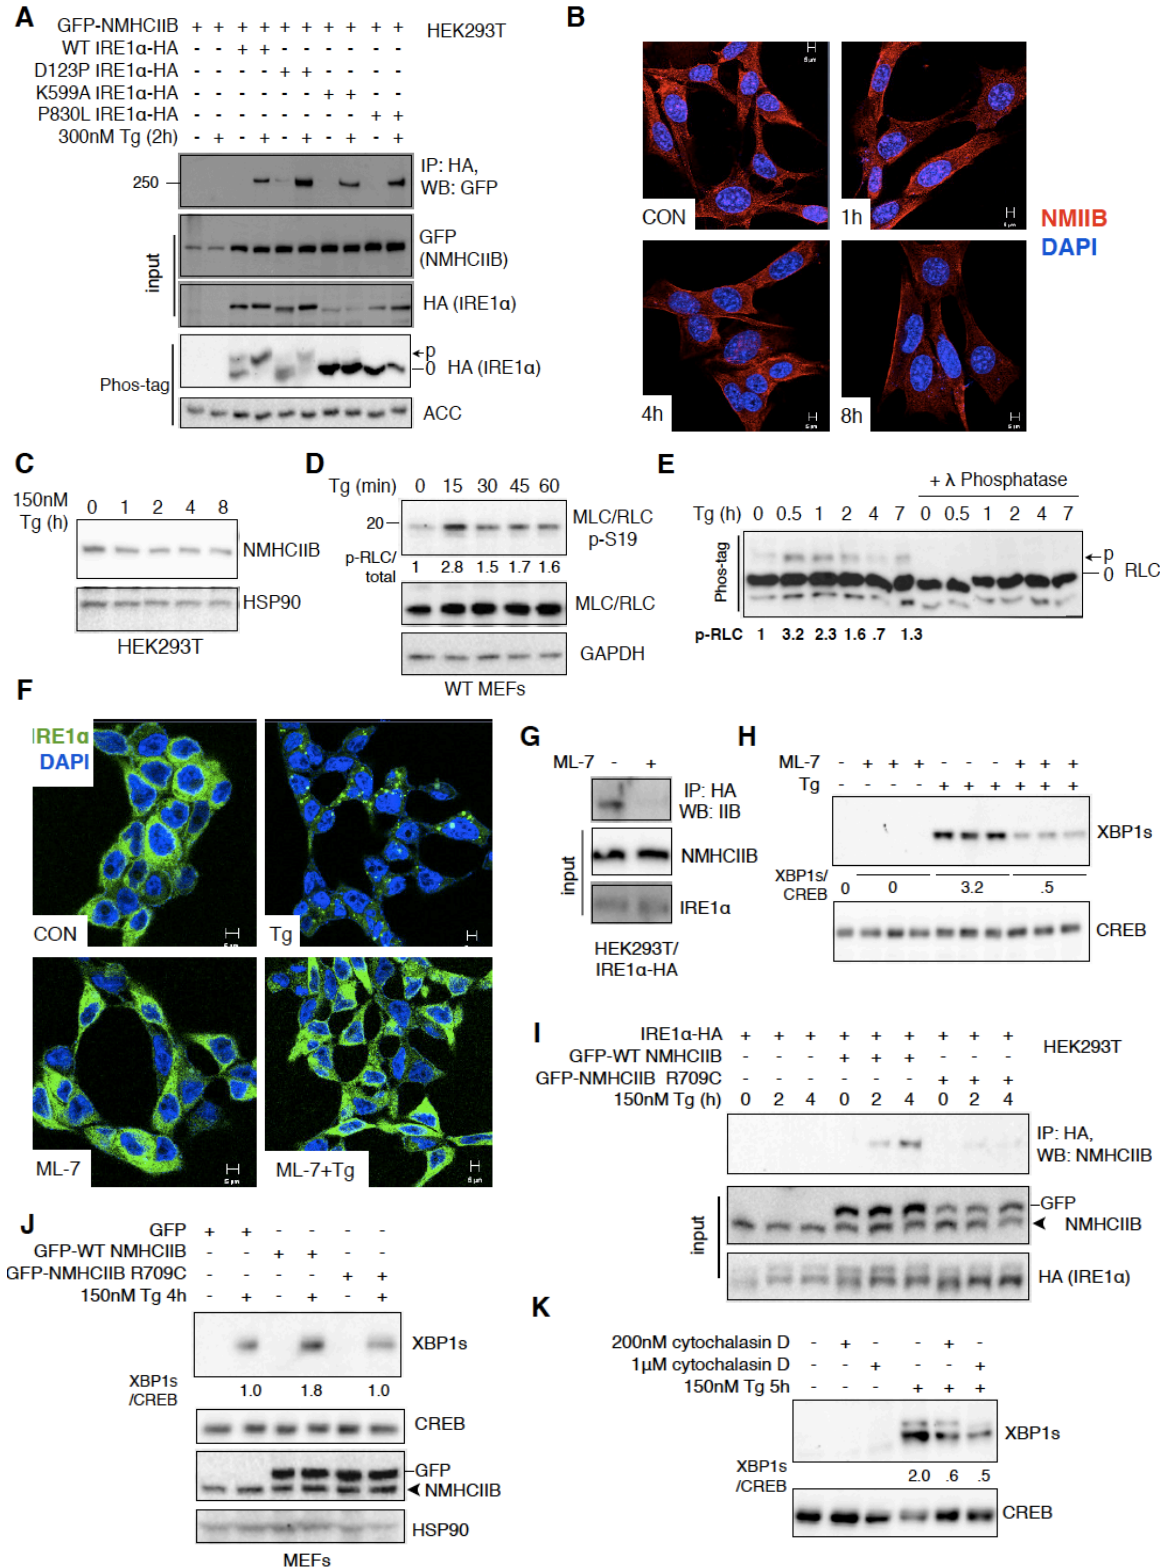 A
GFP-NMHCIIB + + + + + + + + + + HEK293T
WT IRE1α-HA - - + + - - - - - -
D123P IRE1α-HA - - - - + + - - - -
K599A IRE1α-HA - - - - - - + + - -
P830L IRE1α-HA - - - - - - - - + +
300nM Tg (2h) - + - + - + - + - +
250
IP: HA,
WB: GFP
input
GFP
(NMHCIIB)
HA (IRE1α)
Phos-tag
p
0 HA (IRE1α)
ACC
B
CON
1h
4h
8h
5 μm
NMIIB
DAPI
C
150nM
Tg (h)
0 1 2 4 8
NMHCIIB
HSP90
HEK293T
D
Tg (min) 0 15 30 45 60
20
MLC/RLC
p-S19
p-RLC/
total
1 2.8 1.5 1.7 1.6
MLC/RLC
GAPDH
WT MEFs
E
+ λ Phosphatase
Tg (h) 0 0.5 1 2 4 7 0 0.5 1 2 4 7
Phos-tag
p
0 RLC
p-RLC 1 3.2 2.3 1.6 .7 1.3
F
IRE1α
DAPI
CON
Tg
ML-7
ML-7+Tg
5 μm
G
ML-7 - +
IP: HA
WB: IIB
input
NMHCIIB
IRE1α
HEK293T/
IRE1α-HA
H
ML-7 - + + + - - - + + +
Tg - - - - + + + + + +
XBP1s
XBP1s/
CREB
0 0 3.2 .5
CREB
I
IRE1α-HA + + + + + + + + + HEK293T
GFP-WT NMHCIIB - - - + + + - - -
GFP-NMHCIIB R709C - - - - - - + + +
150nM Tg (h) 0 2 4 0 2 4 0 2 4
IP: HA,
WB: NMHCIIB
input
GFP
NMHCIIB
HA (IRE1α)
J
GFP + + - - - -
GFP-WT NMHCIIB - - + + - -
GFP-NMHCIIB R709C - - - - + +
150nM Tg 4h - + - + - +
XBP1s
XBP1s
/CREB
1.0 1.8 1.0
CREB
GFP
NMHCIIB
HSP90
MEFs
K
200nM cytochalasin D - + - - + -
1μM cytochalasin D - - + - - +
150nM Tg 5h - - - + + +
XBP1s
XBP1s
/CREB
2.0 .6 .5
CREB